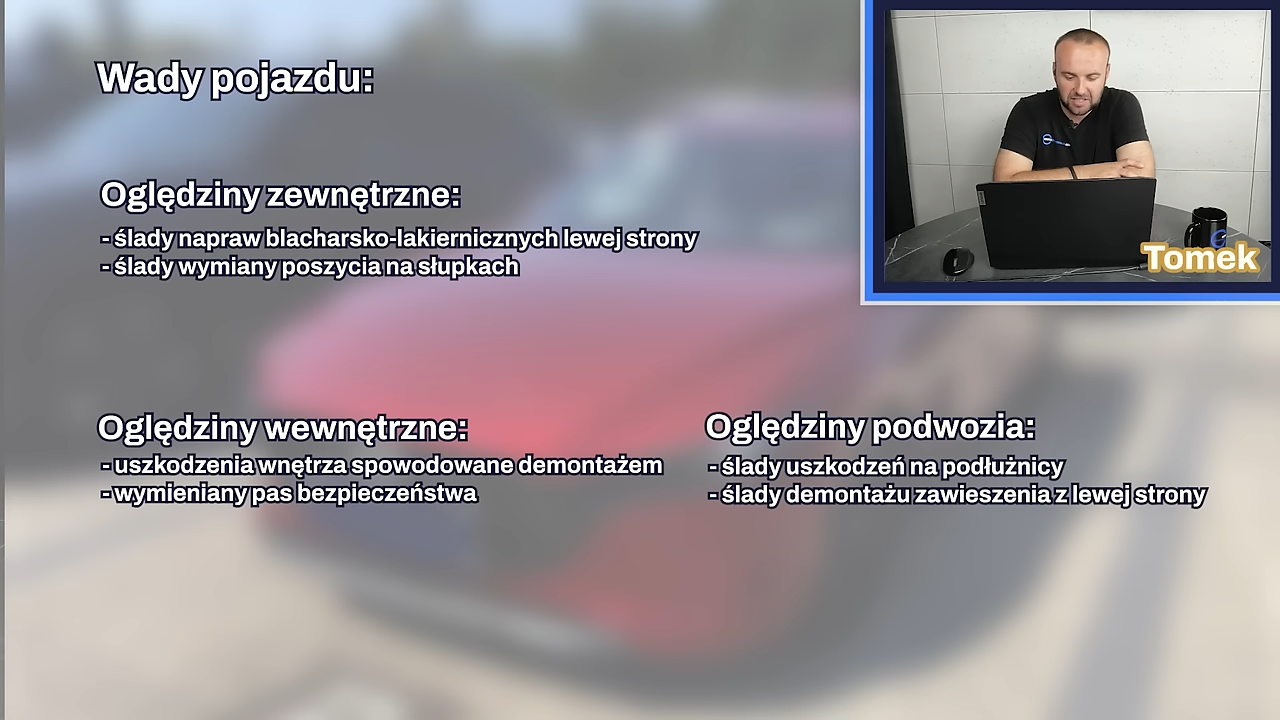 Wady pojazdu:
Oględziny zewnętrzne:
- ślady napraw blacharsko-lakierniczych lewej strony
- ślady wymiany poszycia na słupkach
Tomek
Oględziny wewnętrzne:
- uszkodzenia wnętrza spowodowane demontażem
- wymieniany pas bezpieczeństwa
Oględziny podwozia:
- ślady uszkodzeń na podłużnicy
- ślady demontażu zawieszenia z lewej strony